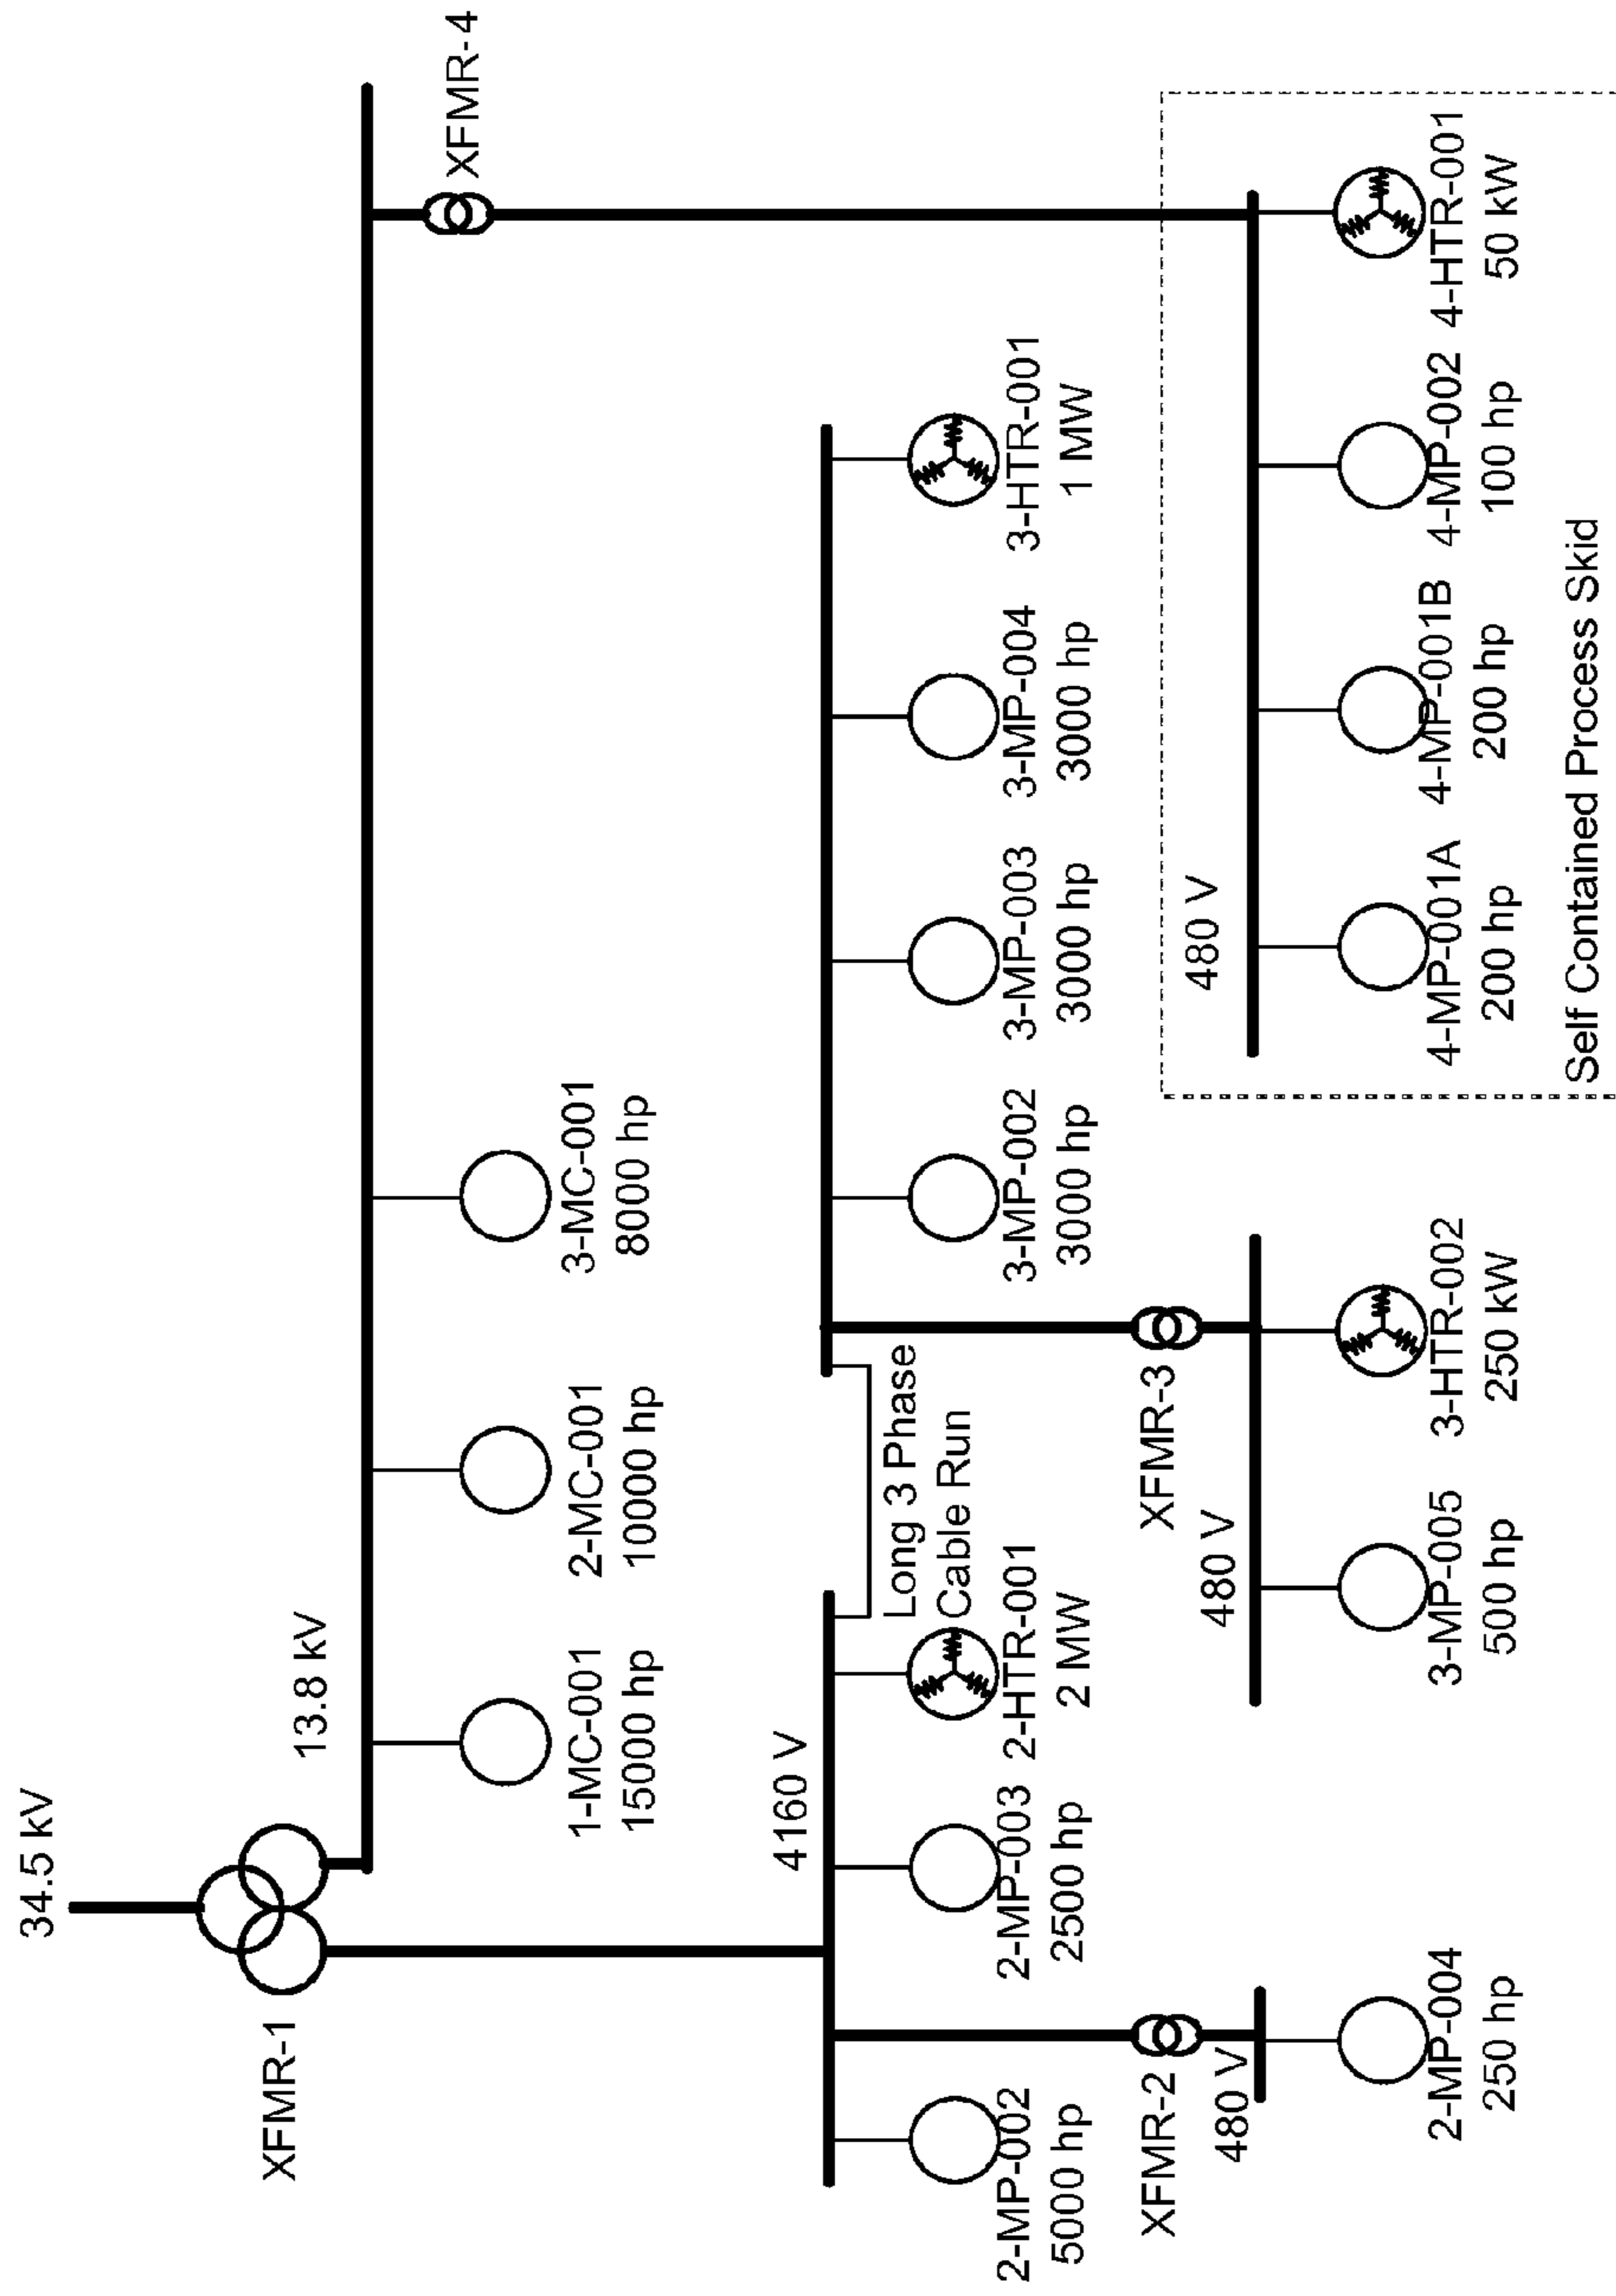 34.5 kV
XFMR-1
13.8 kV
XFMR-4
1-MC-001
15000 hp
2-MC-001
10000 hp
3-MC-001
8000 hp
4160 V
2-MP-002
5000 hp
2-MP-003
2500 hp
2-HTR-001
2 MW
Long 3 Phase
Cable Run
3-MP-002
3000 hp
3-MP-003
3000 hp
3-MP-004
3000 hp
3-HTR-001
1 MW
XFMR-2
480 V
2-MP-004
250 hp
XFMR-3
480 V
3-MP-005
500 hp
3-HTR-002
250 kW
480 V
4-MP-001A
200 hp
4-MP-001B
200 hp
4-MP-002
100 hp
4-HTR-001
50 kW
Self Contained Process Skid